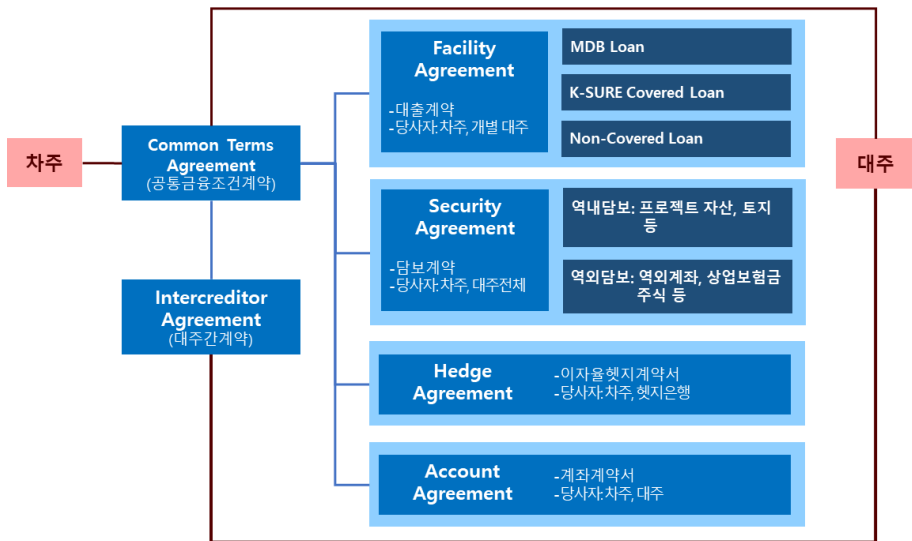 차주
Common Terms
Agreement
(공통금융조건계약)
Intercreditor
Agreement
(대주간계약)
Facility
Agreement
-대출계약
-당사자:차주, 개별 대주
MDB Loan
K-SURE Covered Loan
Non-Covered Loan
Security
Agreement
-담보계약
-당사자:차주, 대주전체
역내담보: 프로젝트 자산, 토지
등
역외담보: 역외계좌, 상업보험금
주식 등
Hedge
Agreement
-이자율헷지계약서
-당사자:차주, 헷지은행
Account
Agreement
-계좌계약서
-당사자:차주, 대주
대주